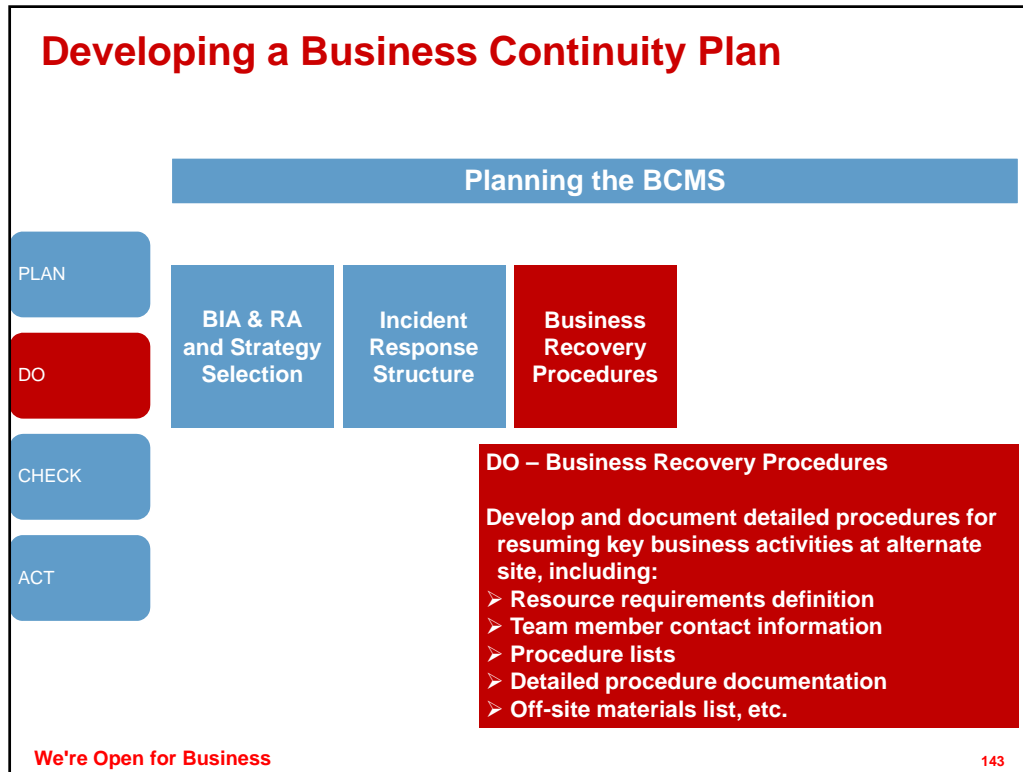 Developing a Business Continuity Plan
Planning the BCMS
PLAN
DO
CHECK
ACT
BIA & RA
and Strategy
Selection
Incident
Response
Structure
Business
Recovery
Procedures
DO – Business Recovery Procedures
Develop and document detailed procedures for
resuming key business activities at alternate
site, including:
➢ Resource requirements definition
➢ Team member contact information
➢ Procedure lists
➢ Detailed procedure documentation
➢ Off-site materials list, etc.
We're Open for Business
143